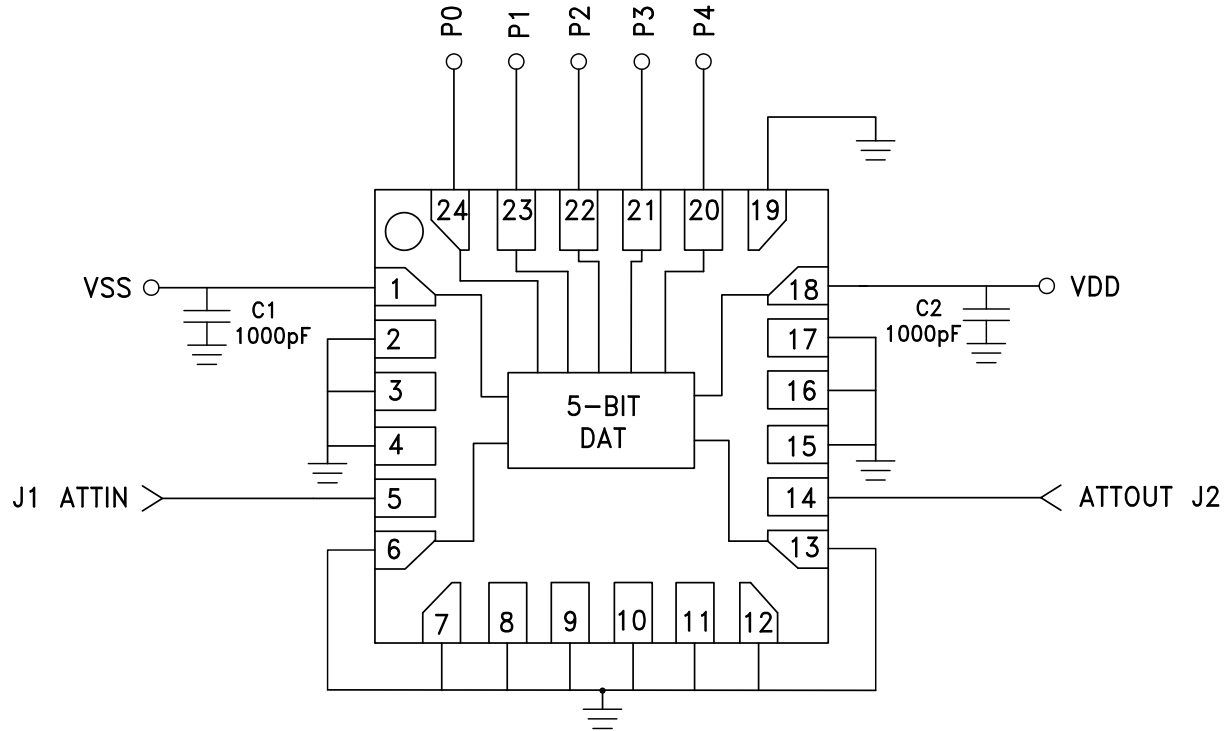 P0 P1 P2 P3 P4
24 23 22 21 20 19
VSS 1 18 VDD
C1 C2
1000pF 1000pF
2 17
3 16
5-BIT
DAT
4 15
J1 ATTIN 5 14 ATTOUT J2
6 13
7 8 9 10 11 12